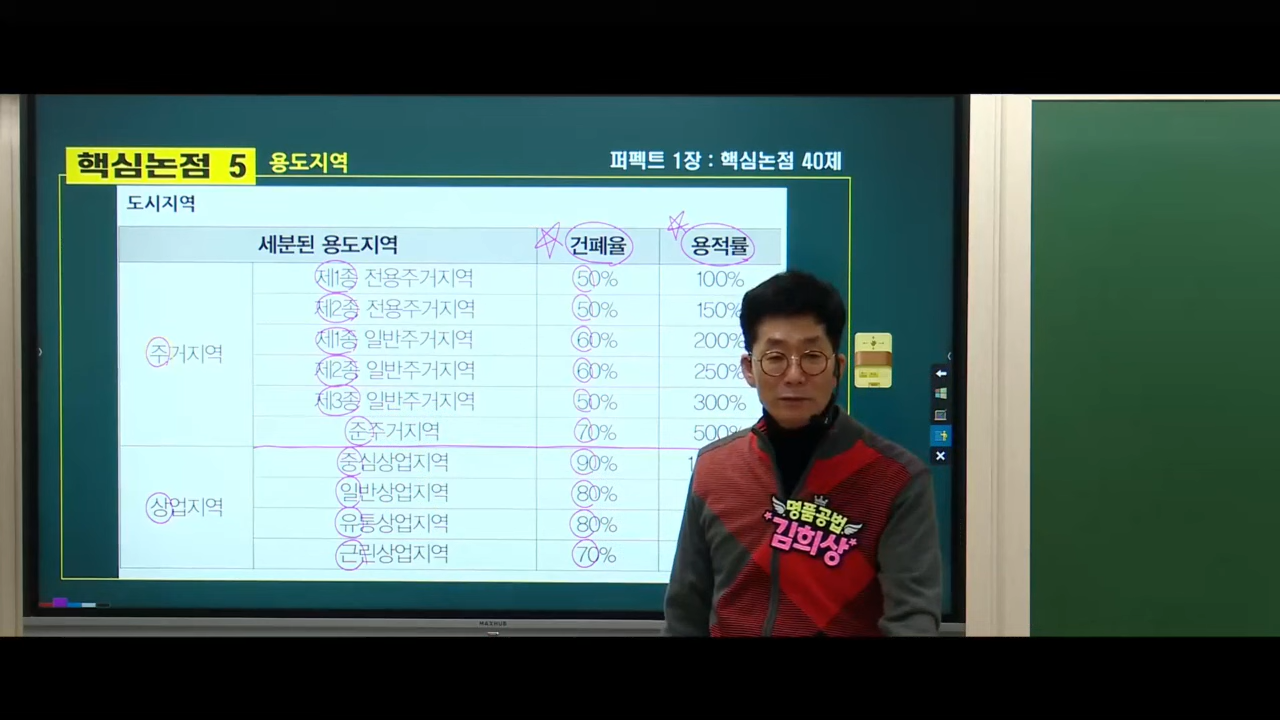 핵심논점 5 용도지역 퍼펙트 1장 : 핵심논점 40제
도시지역
세분된 용도지역 건폐율 용적률
주거지역
제1종 전용주거지역 50% 100%
제2종 전용주거지역 50% 150%
제1종 일반주거지역 60% 200%
제2종 일반주거지역 60% 250%
제3종 일반주거지역 50% 300%
준주거지역 70% 500%
상업지역
중심상업지역 90%
일반상업지역 80%
유통상업지역 80%
근린상업지역 70%
명품공법
김희상
MAXHUB